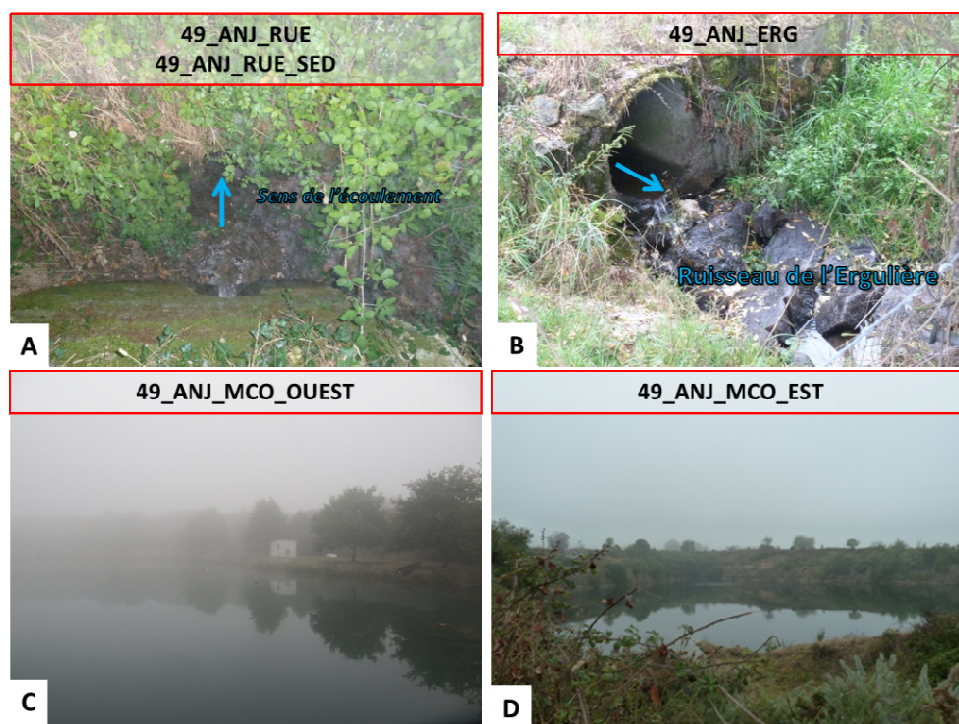 49_ANJ_RUE
49_ANJ_RUE_SED
Sens de l'écoulement
A
49_ANJ_ERG
Ruisseau de l'Ergulière
B
49_ANJ_MCO_OUEST
C
49_ANJ_MCO_EST
D